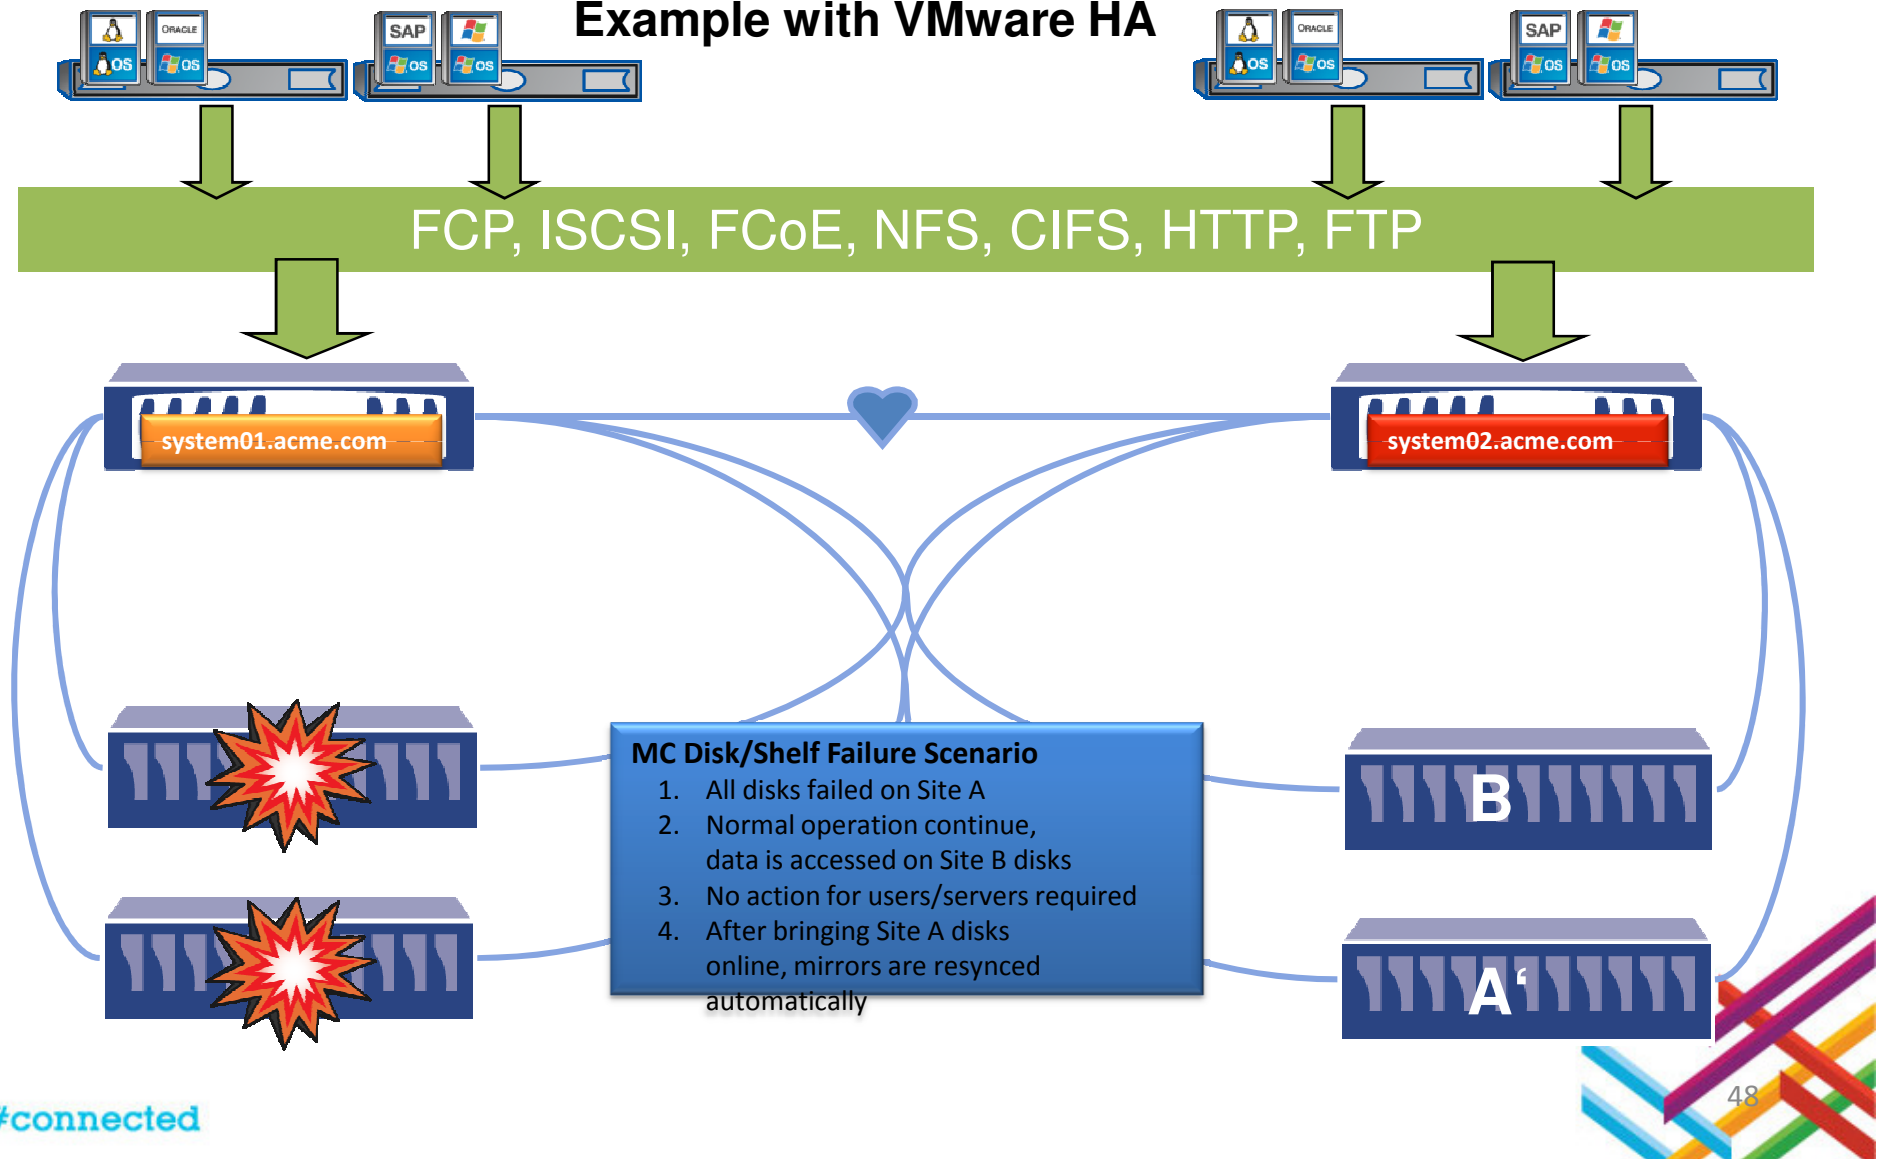 Example with VMware HA
ORACLE
OS
OS
SAP
OS
OS
ORACLE
OS
OS
SAP
OS
OS
FCP, ISCSI, FCoE, NFS, CIFS, HTTP, FTP
system01.acme.com
system02.acme.com
MC Disk/Shelf Failure Scenario
1. All disks failed on Site A
2. Normal operation continue,
data is accessed on Site B disks
3. No action for users/servers required
4. After bringing Site A disks
online, mirrors are resynced
automatically
B
A‘
48
#connected